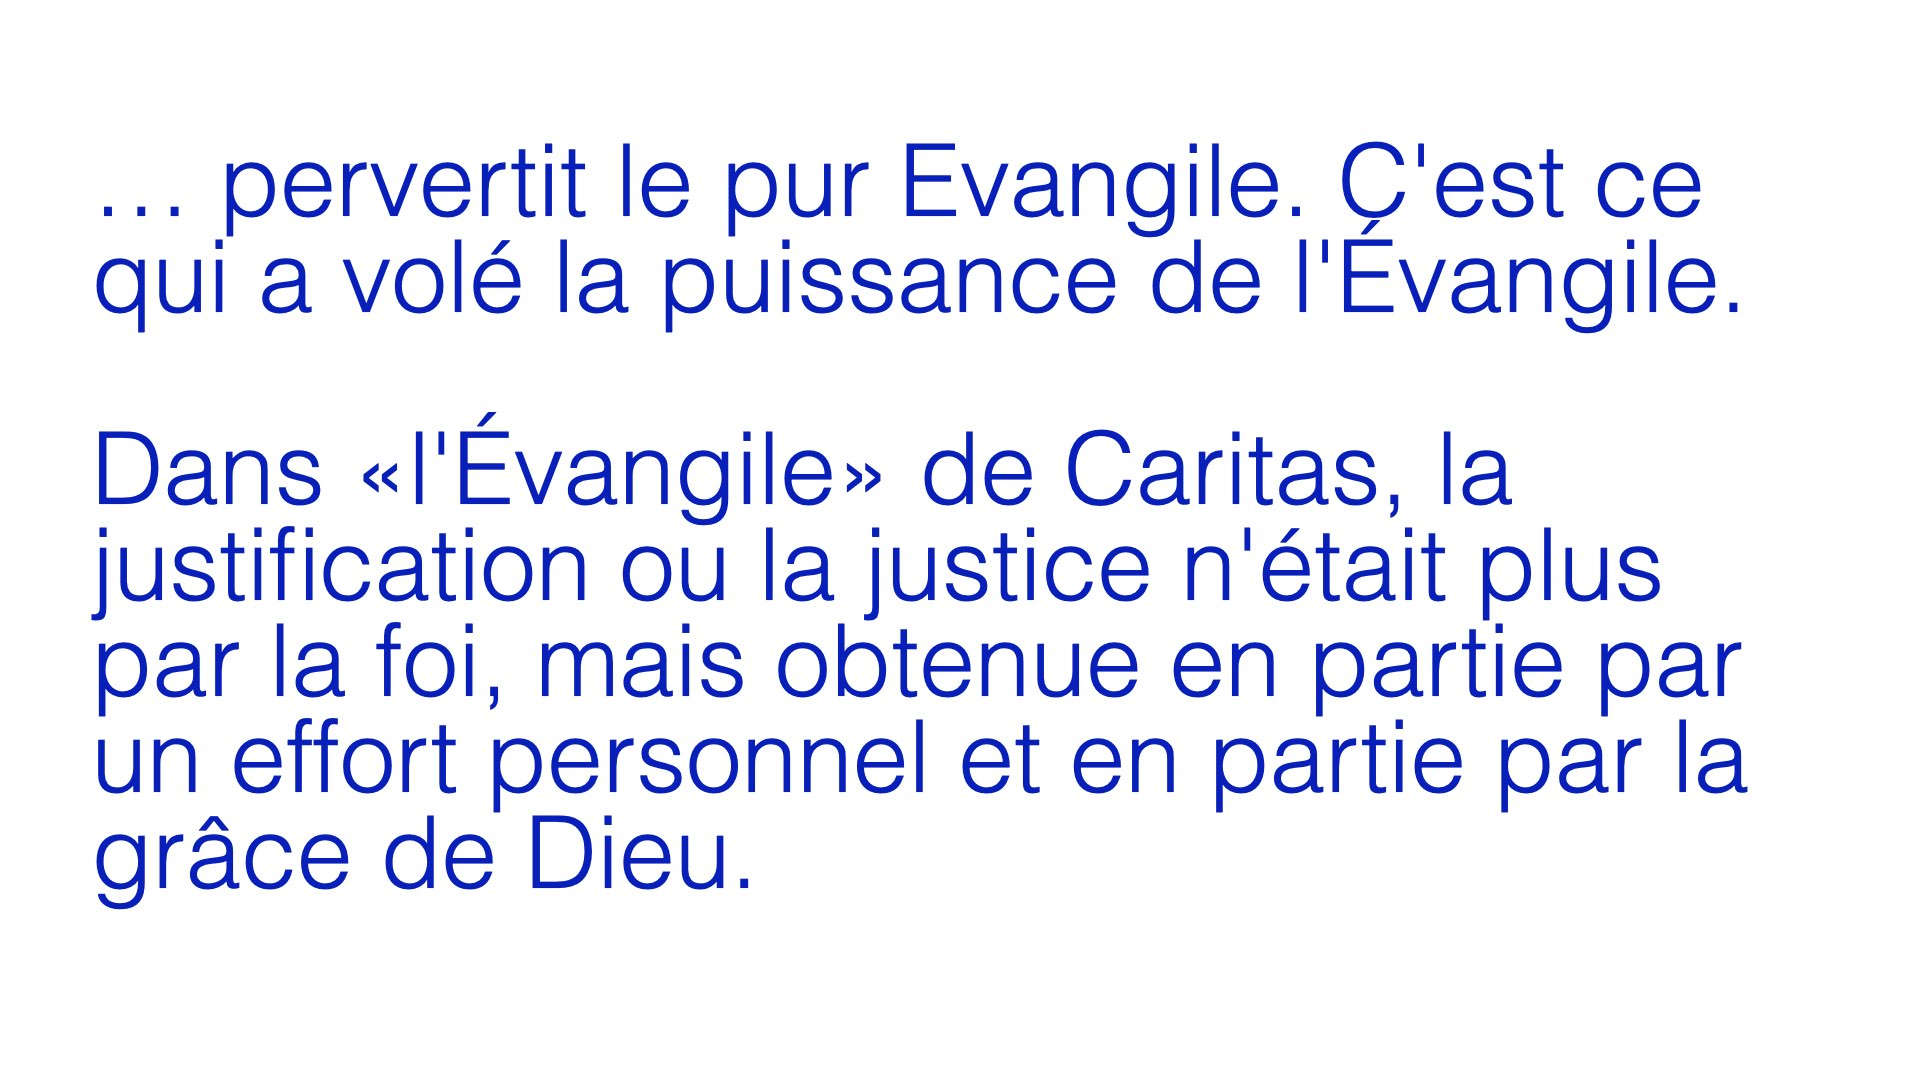 … pervertit le pur Evangile. C'est ce
qui a volé la puissance de l'Évangile.
Dans «l'Évangile» de Caritas, la
justification ou la justice n'était plus
par la foi, mais obtenue en partie par
un effort personnel et en partie par la
grâce de Dieu.